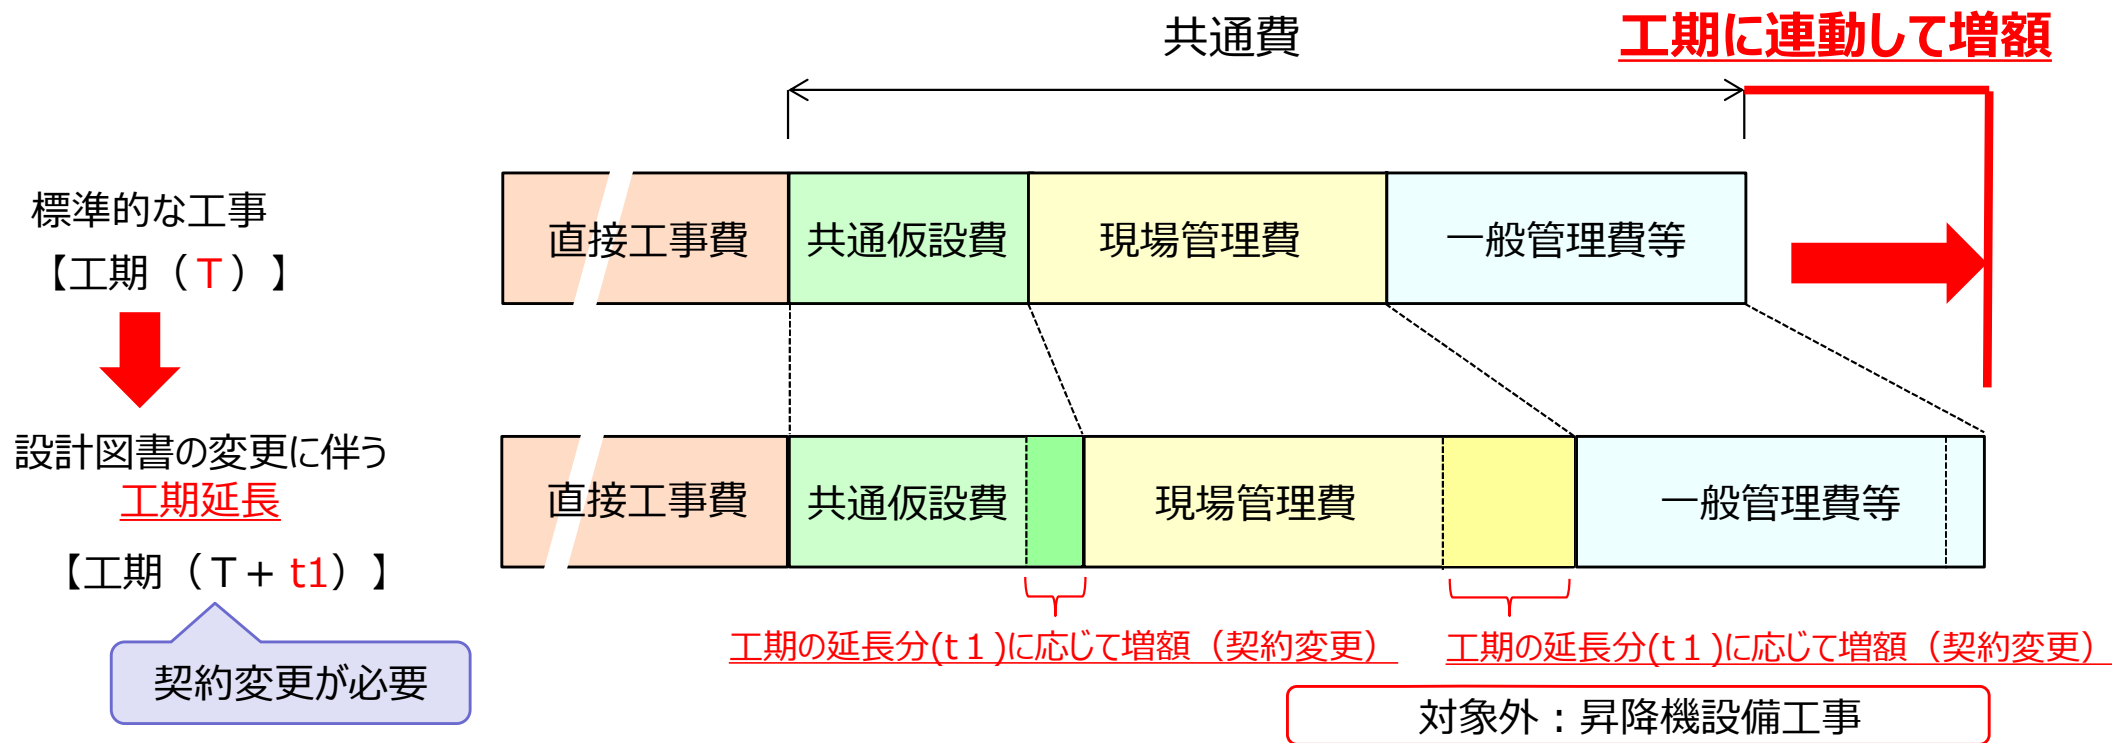 共通費
工期に連動して増額
標準的な工事
【工期（T）】
直接工事費
共通仮設費
現場管理費
一般管理費等
設計図書の変更に伴う
工期延長
【工期（T＋t1）】
契約変更が必要
直接工事費
共通仮設費
現場管理費
一般管理費等
工期の延長分(t１)に応じて増額（契約変更）
工期の延長分(t１)に応じて増額（契約変更）
対象外：昇降機設備工事